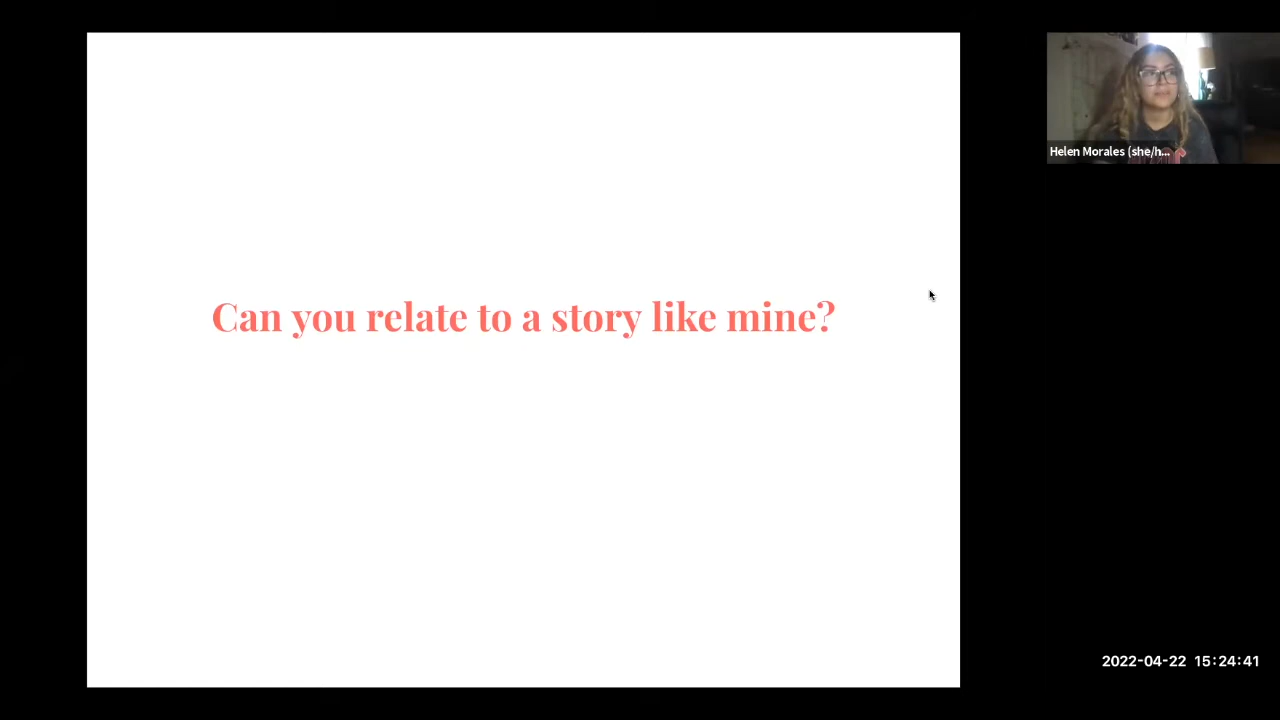 Can you relate to a story like mine?
Helen Morales (she/h...
2022-04-22 15:24:41